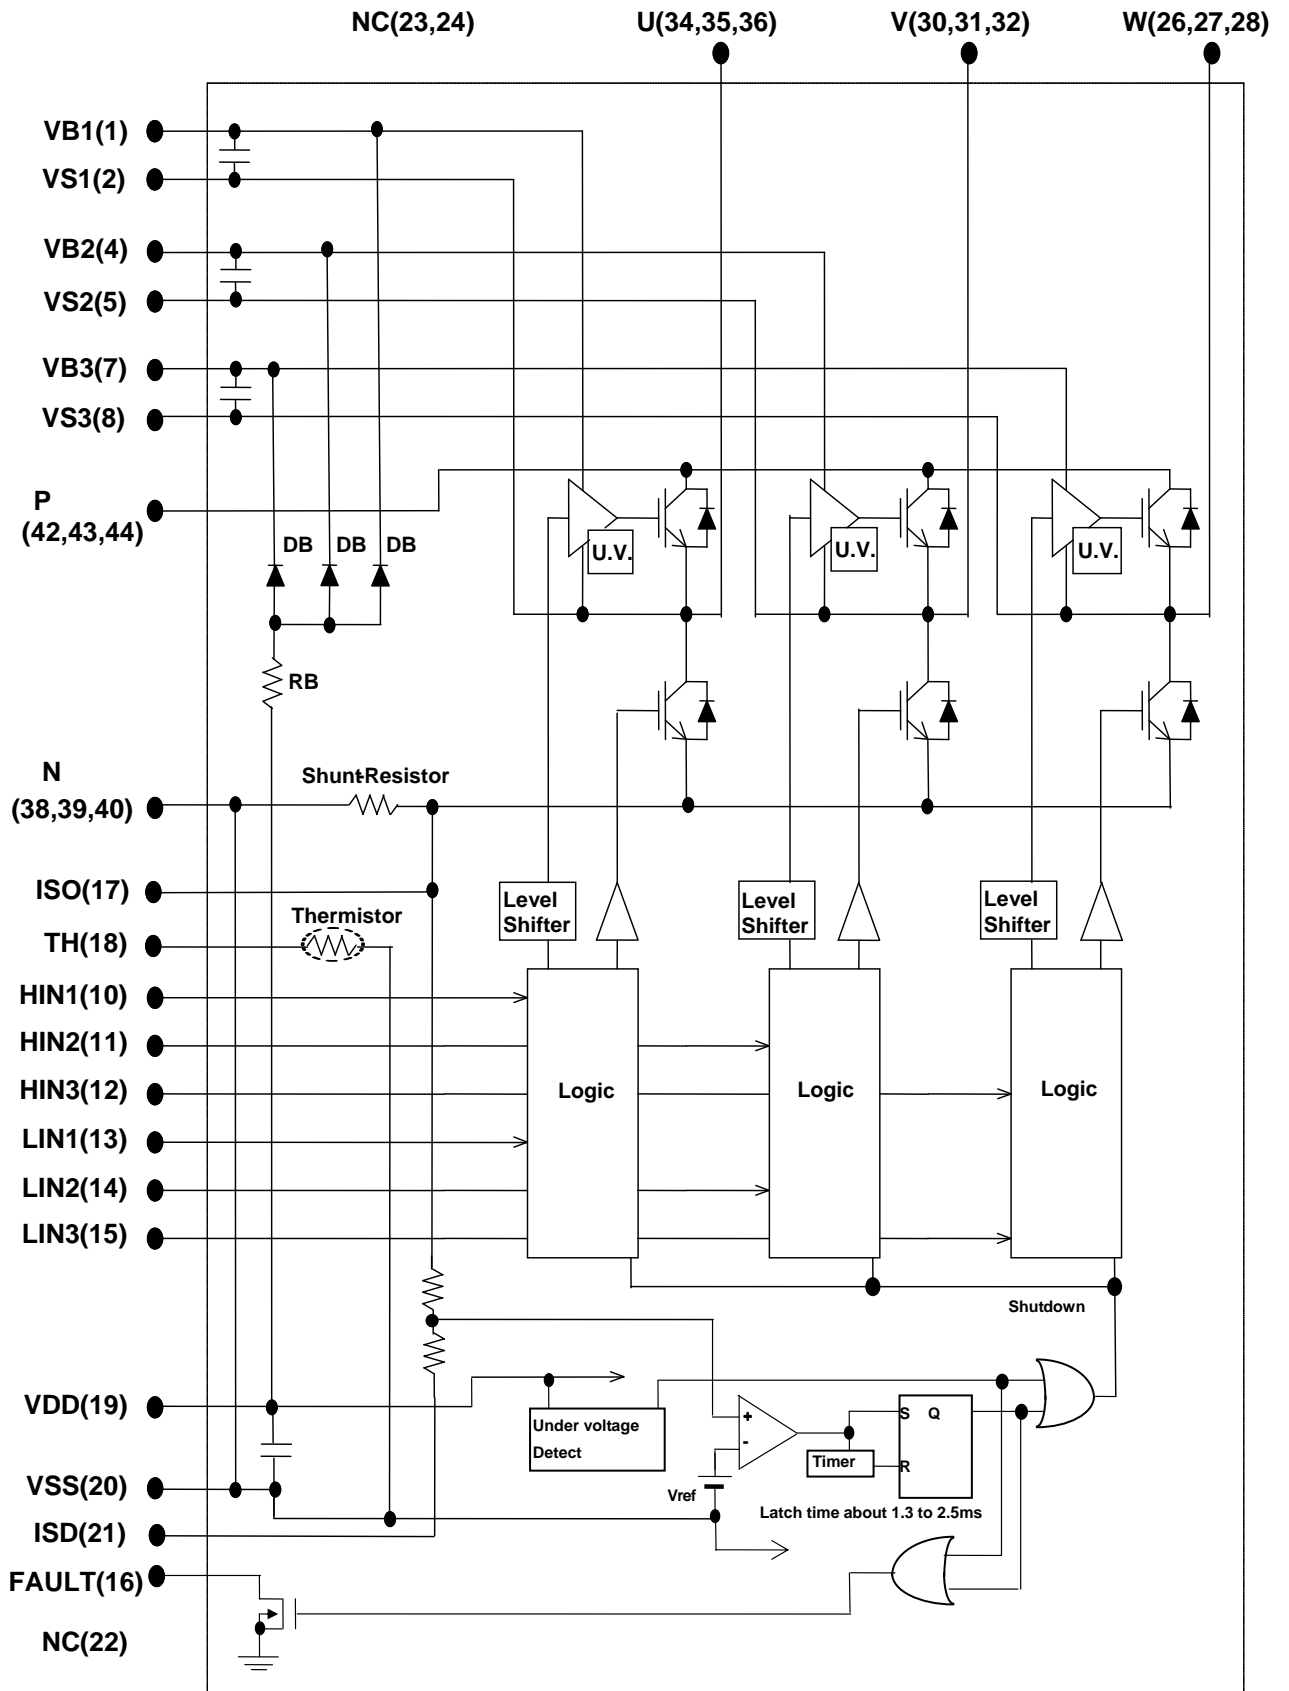 NC(23,24)
U(34,35,36)
V(30,31,32)
W(26,27,28)
VB1(1)
VS1(2)
VB2(4)
VS2(5)
VB3(7)
VS3(8)
P
(42,43,44)
DB
DB
DB
U.V.
U.V.
U.V.
RB
N
(38,39,40)
Shunt-Resistor
ISO(17)
Level
Shifter
Level
Shifter
Level
Shifter
Thermistor
TH(18)
HIN1(10)
HIN2(11)
HIN3(12)
Logic
Logic
Logic
LIN1(13)
LIN2(14)
LIN3(15)
Shutdown
VDD(19)
Under voltage
Detect
+
-
S
Q
Timer
R
Vref
VSS(20)
Latch time about 1.3 to 2.5ms
ISD(21)
FAULT(16)
NC(22)